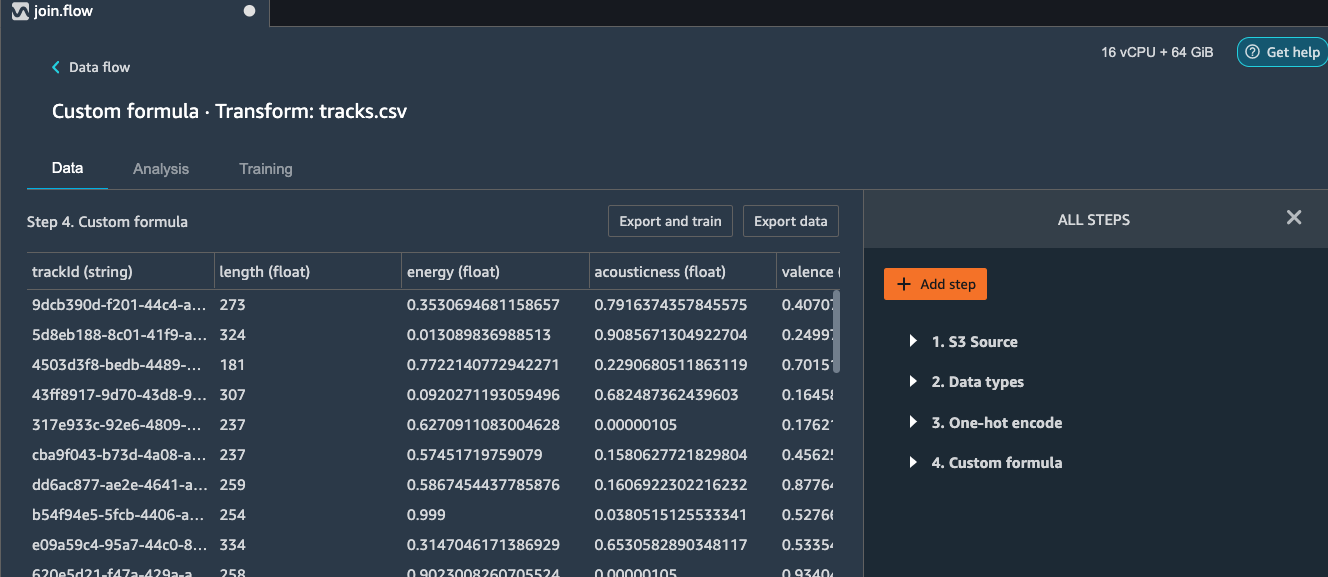 join.flow
16 vCPU + 64 GiB
Get help
Data flow
Custom formula · Transform: tracks.csv
Data Analysis Training
Step 4. Custom formula
Export and train
Export data
trackId (string) length (float) energy (float) acousticness (float) valence (
9dcb390d-f201-44c4-a... 273 0.3530694681158657 0.7916374357845575 0.4070
5d8eb188-8c01-41f9-a... 324 0.013089836988513 0.9085671304922704 0.2499
4503d3f8-bedb-4489-... 181 0.7722140772942271 0.2290680511863119 0.7015
43ff8917-9d70-43d8-9... 307 0.0920271193059496 0.682487362439603 0.1645
317e933c-92e6-4809-... 237 0.6270911083004628 0.00000105 0.1762
cba9f043-b73d-4a08-a... 237 0.57451719759079 0.1580627721829804 0.4562
dd6ac877-ae2e-4641-a... 259 0.5867454437785876 0.1606922302216232 0.8776
b54f94e5-5fcb-4406-a... 254 0.999 0.0380515125533341 0.5276
e09a59c4-95a7-44c0-8... 334 0.3147046171386929 0.6530582890348117 0.5335
620e5d21-f47a-429a-a... 258 0.9023008260705524 0.00000105 0.9340
ALL STEPS
Add step
1. S3 Source
2. Data types
3. One-hot encode
4. Custom formula